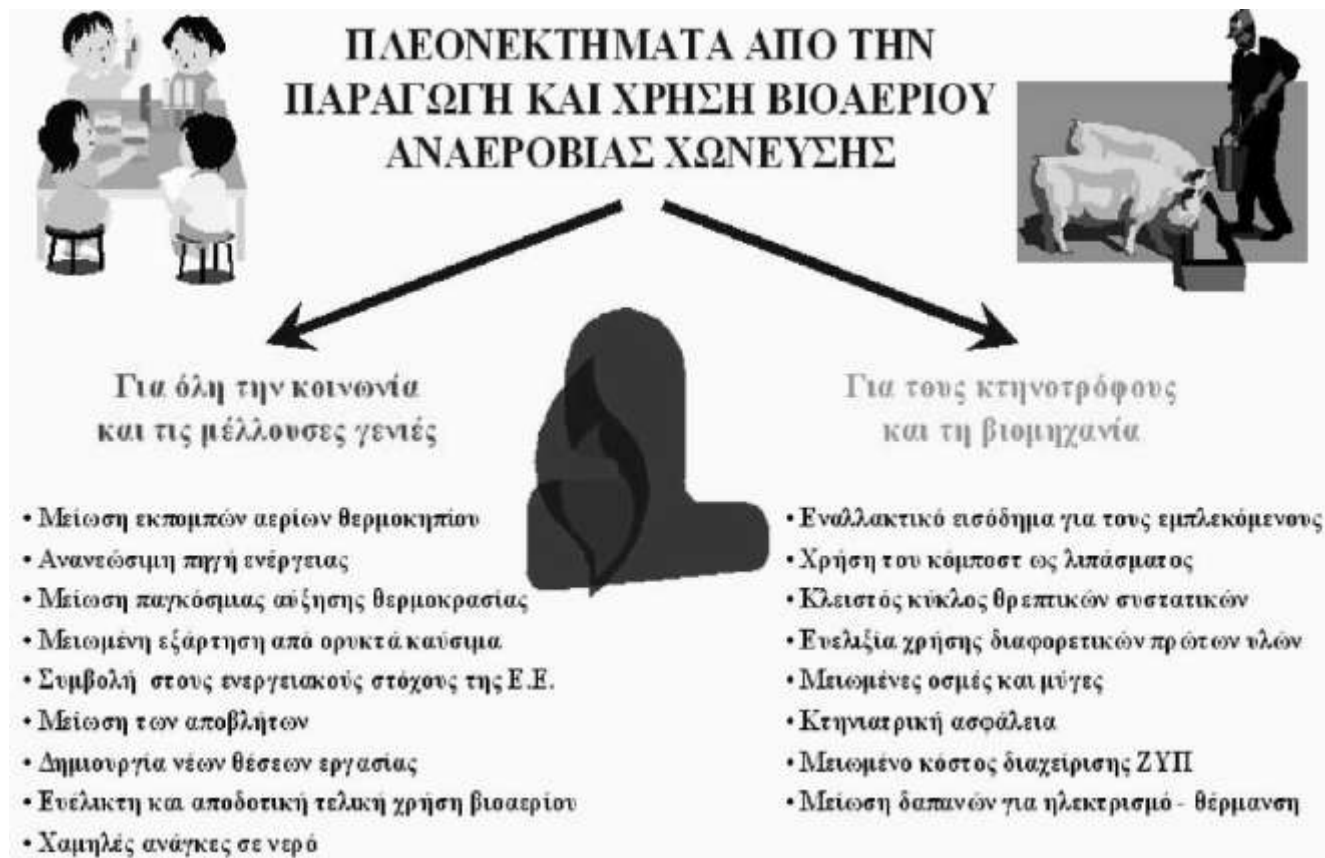 ΠΛΕΟΝΕΚΤΗΜΑΤΑ ΑΠΟ ΤΗΝ
ΠΑΡΑΓΩΓΗ ΚΑΙ ΧΡΗΣΗ ΒΙΟΑΕΡΙΟΥ
ΑΝΑΕΡΟΒΙΑΣ ΧΩΝΕΥΣΗΣ
Για όλη την κοινωνία
και τις μέλλουσες γενιές
• Μείωση εκπομπών αερίων θερμοκηπίου
• Ανανεώσιμη πηγή ενέργειας
• Μείωση παγκόσμιας αύξησης θερμοκρασίας
• Μειωμένη εξάρτηση από ορυκτά καύσιμα
• Συμβολή στους ενεργειακούς στόχους της Ε.Ε.
• Μείωση των αποβλήτων
• Δημιουργία νέων θέσεων εργασίας
• Ευέλικτη και αποδοτική τελική χρήση βιοαερίου
• Χαμηλές ανάγκες σε νερό
Για τους κτηνοτρόφους
και τη βιομηχανία
• Εναλλακτικό εισόδημα για τους εμπλεκόμενους
• Χρήση του κόμποστ ως λιπάσματος
• Κλειστός κύκλος θρεπτικών συστατικών
• Ευελιξία χρήσης διαφορετικών πρώτων υλών
• Μειωμένες οσμές και μύγες
• Κτηνιατρική ασφάλεια
• Μειωμένο κόστος διαχείρισης ΖΥΠ
• Μείωση δαπανών για ηλεκτρισμό - θέρμανση